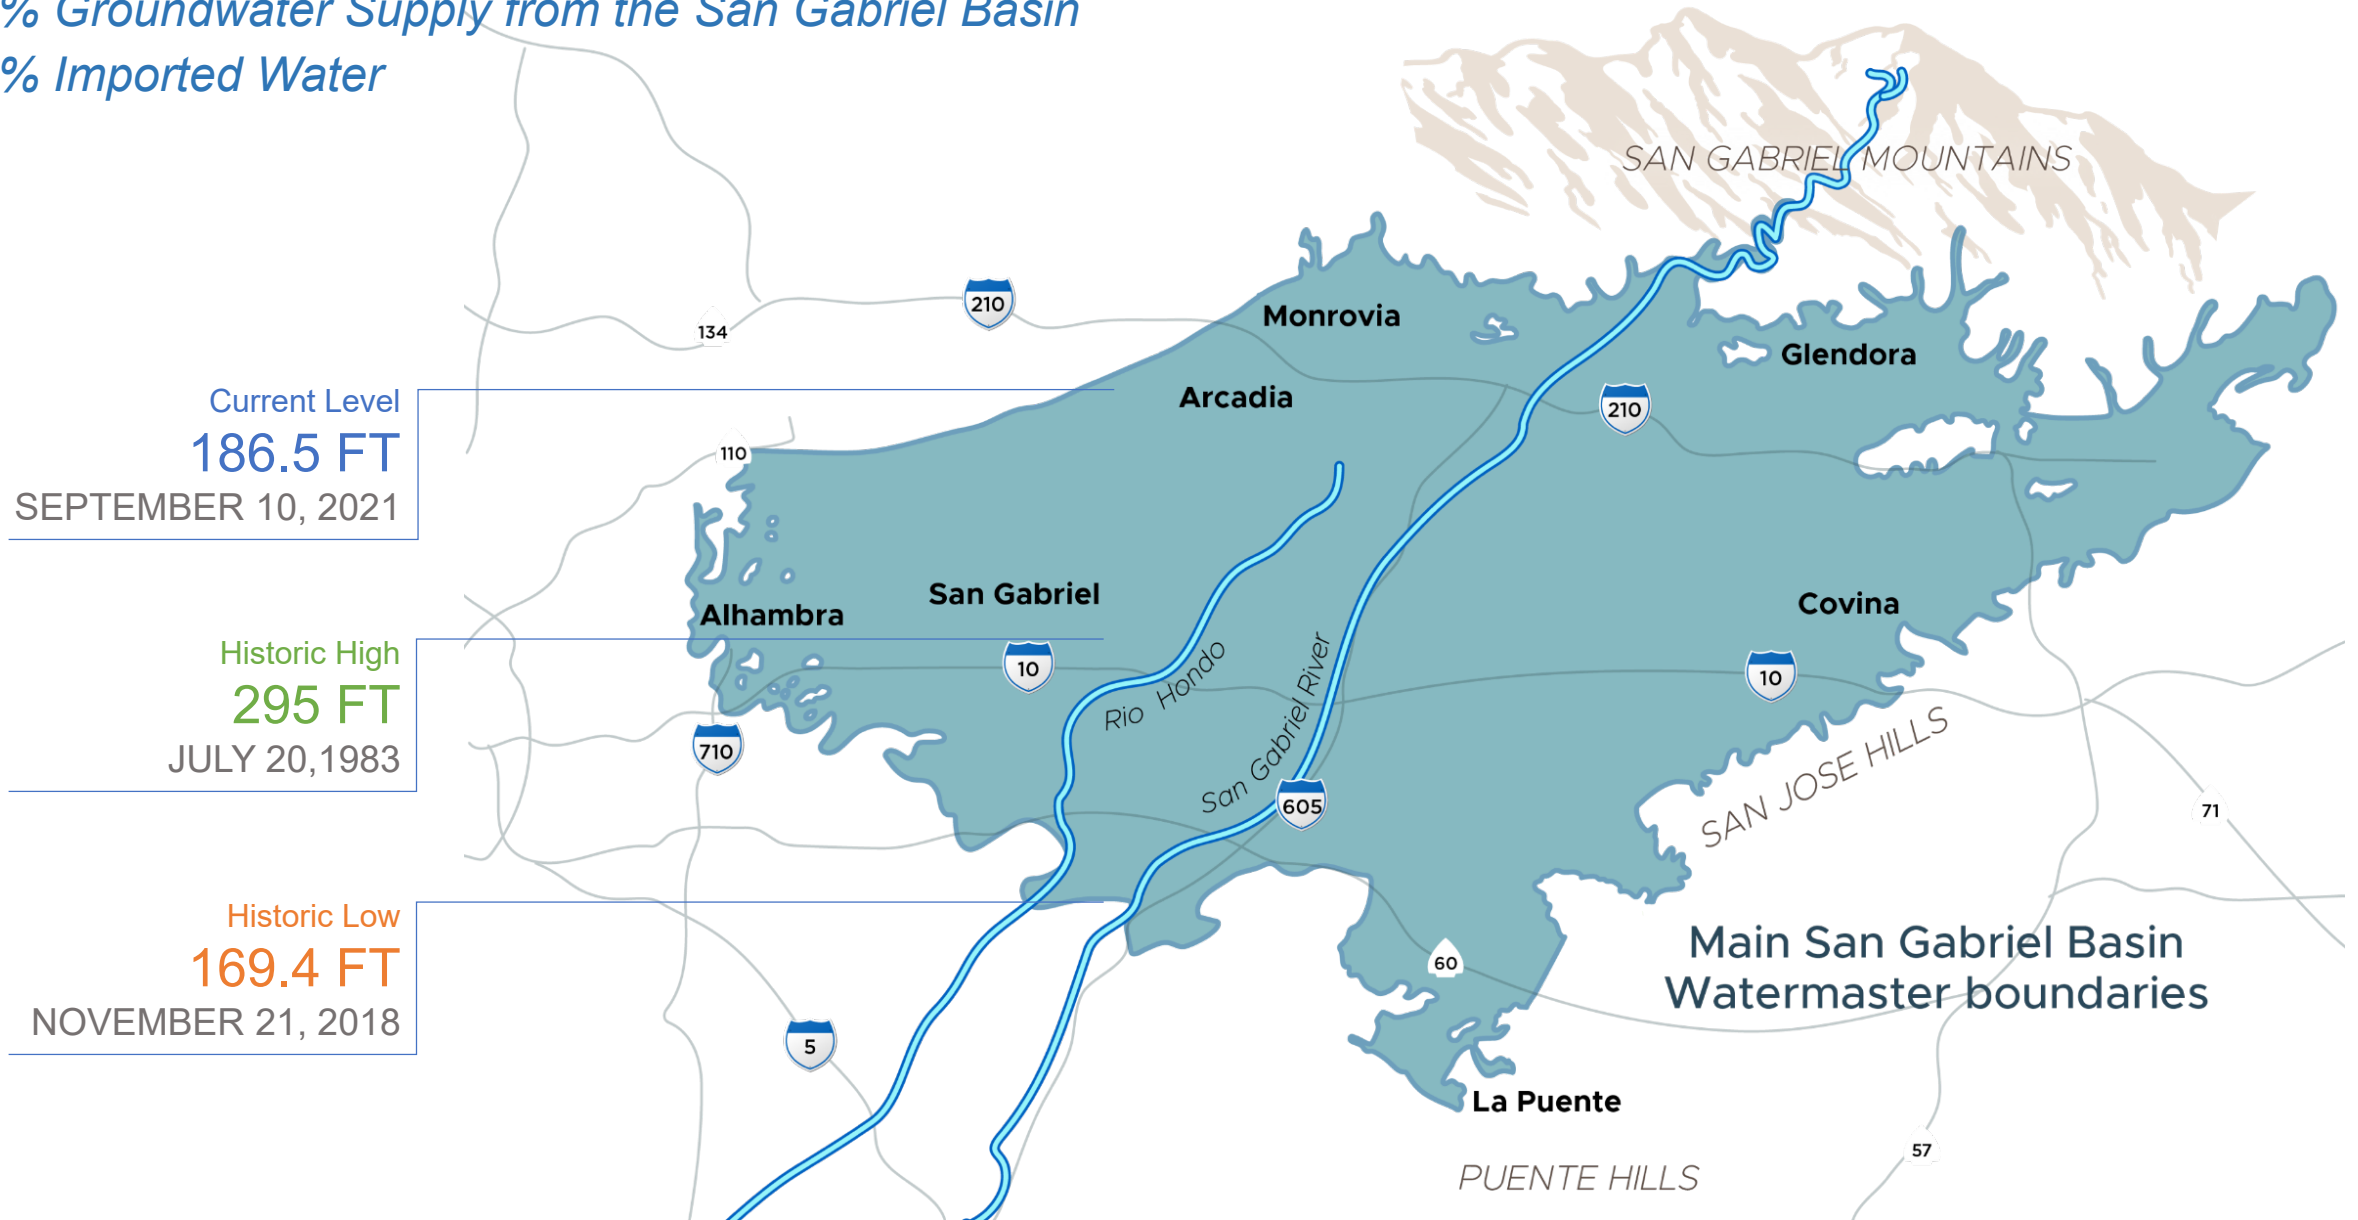 % Groundwater Supply from the San Gabriel Basin
% Imported Water
SAN GABRIEL MOUNTAINS
210
134
Monrovia
Glendora
Current Level
186.5 FT
SEPTEMBER 10, 2021
Arcadia
210
110
San Gabriel
Alhambra
Covina
Historic High
295 FT
JULY 20,1983
10
10
Rio Hondo
San Gabriel River
710
605
SAN JOSE HILLS
71
Historic Low
169.4 FT
NOVEMBER 21, 2018
60
Main San Gabriel Basin
Watermaster boundaries
5
La Puente
57
PUENTE HILLS